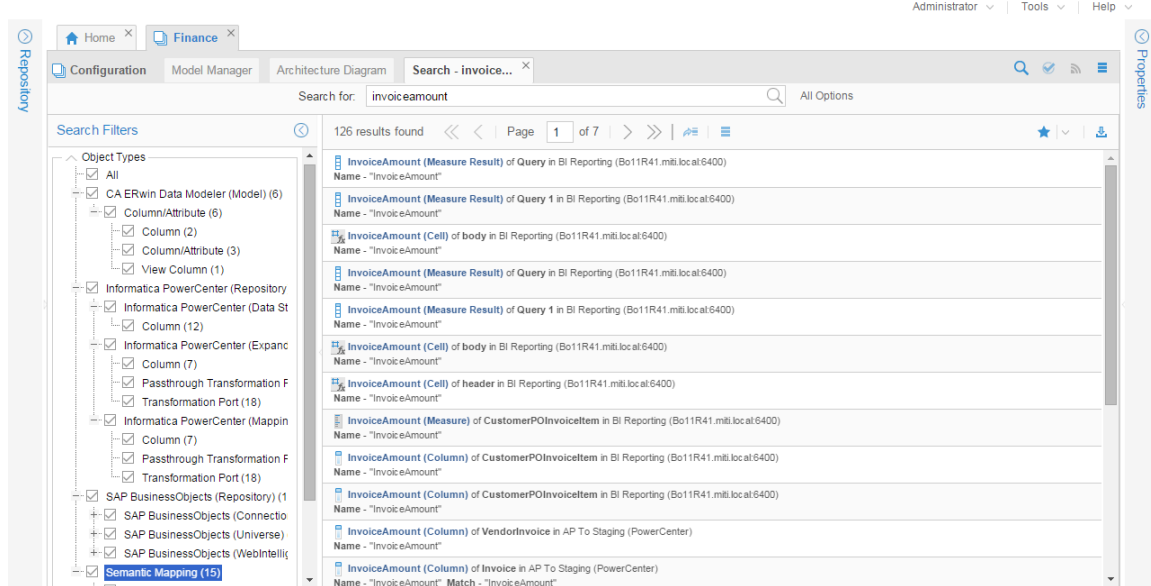 Administrator Tools Help
Repository
Home
Finance
Properties
Configuration Model Manager Architecture Diagram Search - invoice...
Search for: invoiceamount All Options
Search Filters
126 results found Page 1 of 7
Object Types
All
CA ERwin Data Modeler (Model) (6)
Column/Attribute (6)
Column (2)
Column/Attribute (3)
View Column (1)
Informatica PowerCenter (Repository
Informatica PowerCenter (Data St
Column (12)
Informatica PowerCenter (Expanc
Column (7)
Passthrough Transformation F
Transformation Port (18)
Informatica PowerCenter (Mappin
Column (7)
Passthrough Transformation F
Transformation Port (18)
SAP BusinessObjects (Repository) (1
SAP BusinessObjects (Connectio
SAP BusinessObjects (Universe)
SAP BusinessObjects (WebIntellig
Semantic Mapping (15)
InvoiceAmount (Measure Result) of Query in BI Reporting (Bo11R41.miti.local:6400)
Name - "InvoiceAmount"
InvoiceAmount (Measure Result) of Query 1 in BI Reporting (Bo11R41.miti.local:6400)
Name - "InvoiceAmount"
InvoiceAmount (Cell) of body in BI Reporting (Bo11R41.miti.local:6400)
Name - "InvoiceAmount"
InvoiceAmount (Measure Result) of Query in BI Reporting (Bo11R41.miti.local:6400)
Name - "InvoiceAmount"
InvoiceAmount (Measure Result) of Query 1 in BI Reporting (Bo11R41.miti.local:6400)
Name - "InvoiceAmount"
InvoiceAmount (Cell) of body in BI Reporting (Bo11R41.miti.local:6400)
Name - "InvoiceAmount"
InvoiceAmount (Cell) of header in BI Reporting (Bo11R41.miti.local:6400)
Name - "InvoiceAmount"
InvoiceAmount (Measure) of CustomerPOInvoiceItem in BI Reporting (Bo11R41.miti.local:6400)
Name - "InvoiceAmount"
InvoiceAmount (Column) of CustomerPOInvoiceItem in BI Reporting (Bo11R41.miti.local:6400)
Name - "InvoiceAmount"
InvoiceAmount (Column) of CustomerPOInvoiceItem in BI Reporting (Bo11R41.miti.local:6400)
Name - "InvoiceAmount"
InvoiceAmount (Column) of VendorInvoice in AP To Staging (PowerCenter)
Name - "InvoiceAmount"
InvoiceAmount (Column) of Invoice in AP To Staging (PowerCenter)
Name - "InvoiceAmount" Match - "InvoiceAmount"